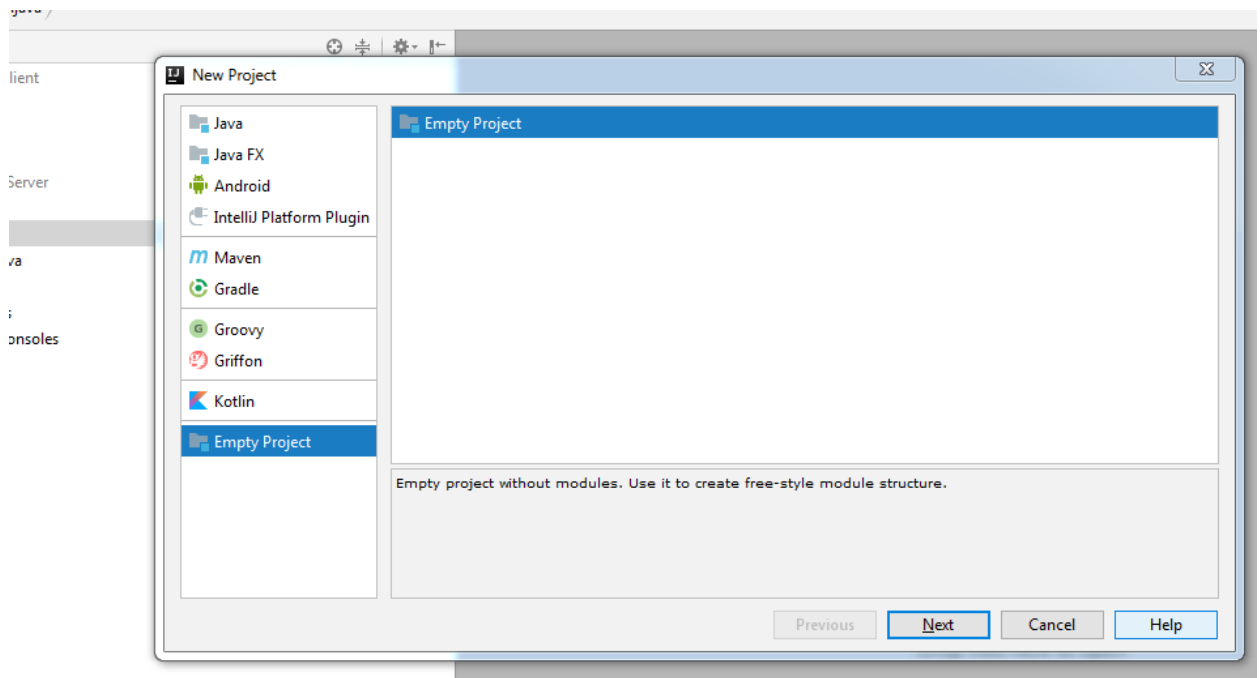 New Project
lient
Server
va
s
onsoles
Java
Java FX
Android
IntelliJ Platform Plugin
Maven
Gradle
Groovy
Griffon
Kotlin
Empty Project
Empty Project
Empty project without modules. Use it to create free-style module structure.
Previous
Next
Cancel
Help